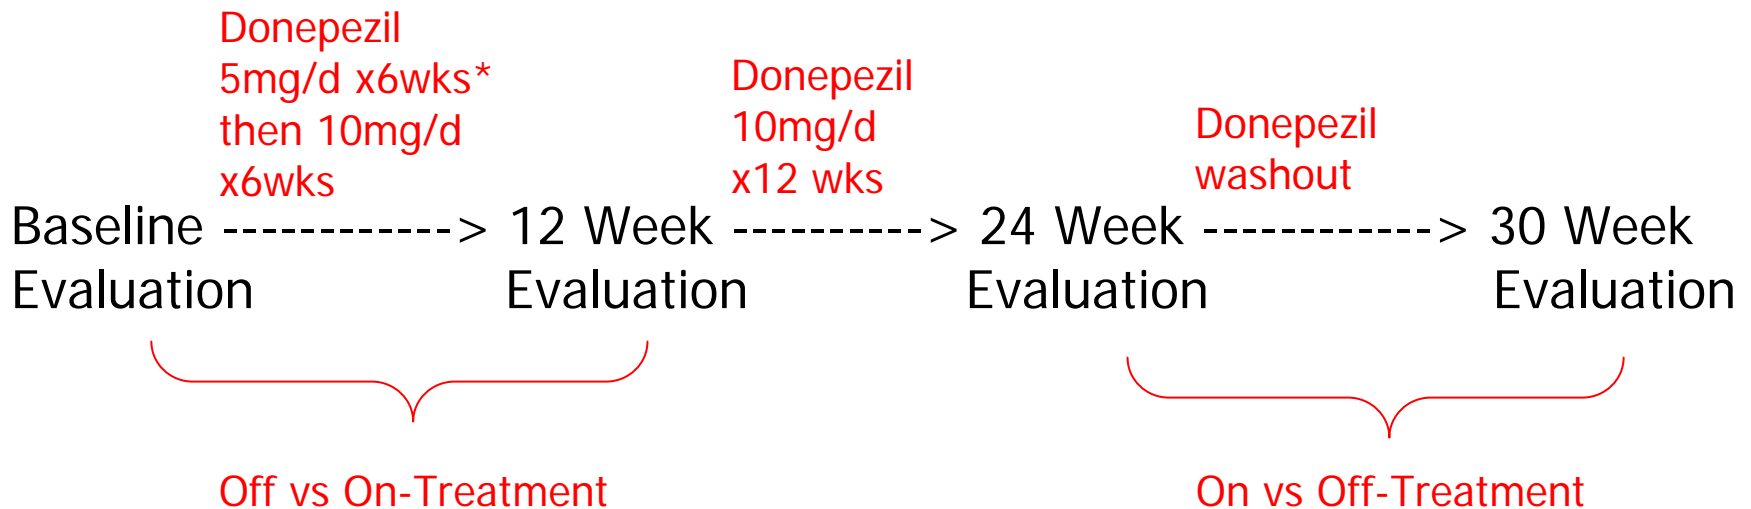 Donepezil
5mg/d x6wks*
then 10mg/d
x6wks
Donepezil
10mg/d
x12 wks
Donepezil
washout
Baseline ------------> 12 Week ----------> 24 Week ------------> 30 Week
Evaluation Evaluation Evaluation Evaluation
Off vs On-Treatment On vs Off-Treatment